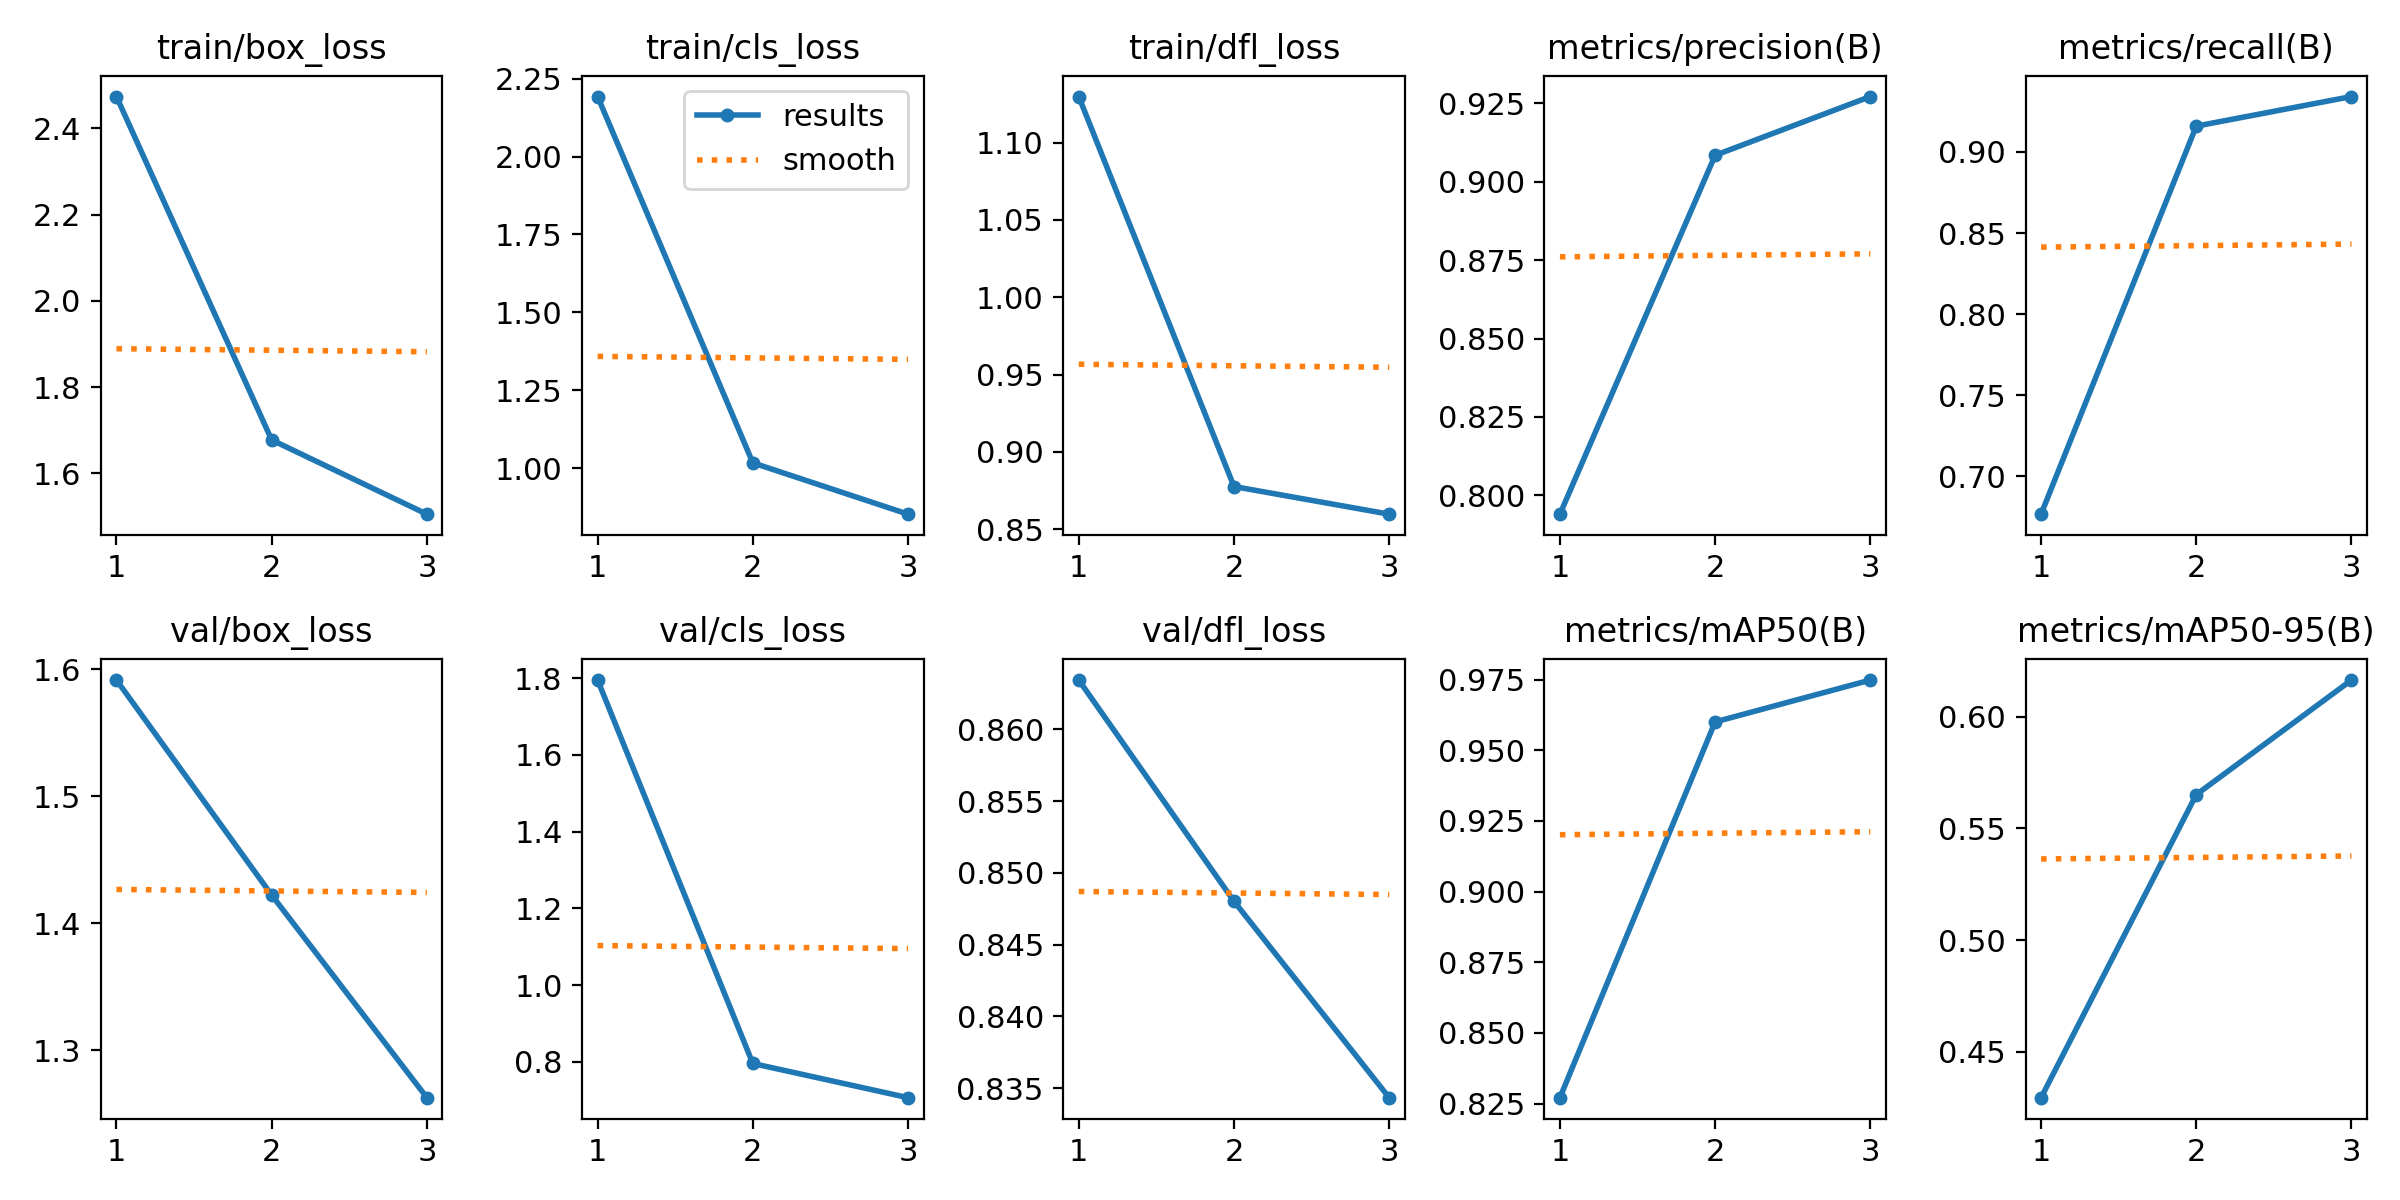 train/box_loss
2.4
2.2
2.0
1.8
1.6
1 2 3
train/cls_loss
results
smooth
2.25
2.00
1.75
1.50
1.25
1.00
1 2 3
train/dfl_loss
1.10
1.05
1.00
0.95
0.90
0.85
1 2 3
metrics/precision(B)
0.925
0.900
0.875
0.850
0.825
0.800
1 2 3
metrics/recall(B)
0.90
0.85
0.80
0.75
0.70
1 2 3
val/box_loss
1.6
1.5
1.4
1.3
1 2 3
val/cls_loss
1.8
1.6
1.4
1.2
1.0
0.8
1 2 3
val/dfl_loss
0.860
0.855
0.850
0.845
0.840
0.835
1 2 3
metrics/mAP50(B)
0.975
0.950
0.925
0.900
0.875
0.850
0.825
1 2 3
metrics/mAP50-95(B)
0.60
0.55
0.50
0.45
1 2 3